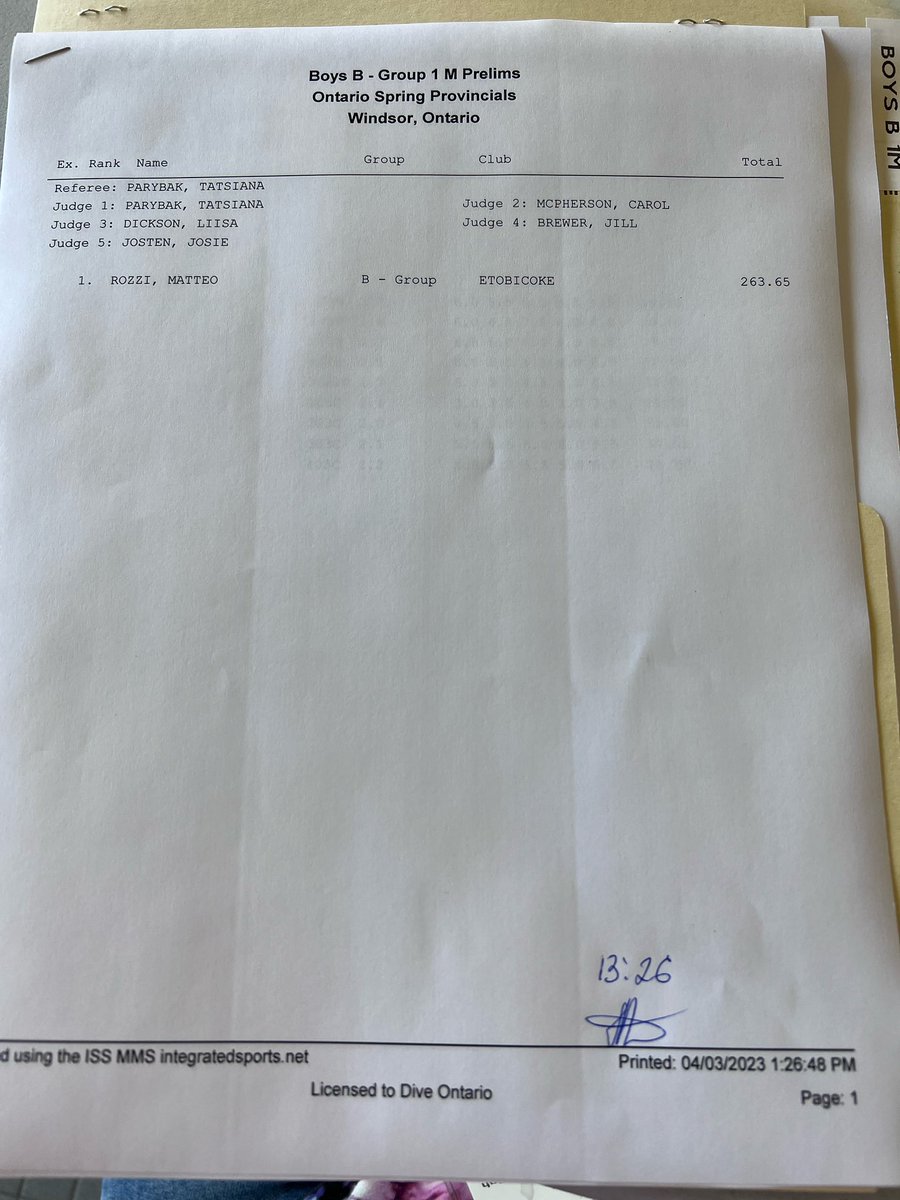 Boys B - Group 1 M Prelims
Ontario Spring Provincials
Windsor, Ontario
Ex. Rank Name Group Club Total
Referee: PARYBAK, TATSIANA
Judge 1: PARYBAK, TATSIANA Judge 2: MCPHERSON, CAROL
Judge 3: DICKSON, LIISA Judge 4: BREWER, JILL
Judge 5: JOSTEN, JOSIE
1. ROZZI, MATTEO B - Group ETOBICOKE 263.65
13:26
d using the ISS MMS integratedsports.net Printed: 04/03/2023 1:26:48 PM
Licensed to Dive Ontario
Page: 1
BOYS B 1M